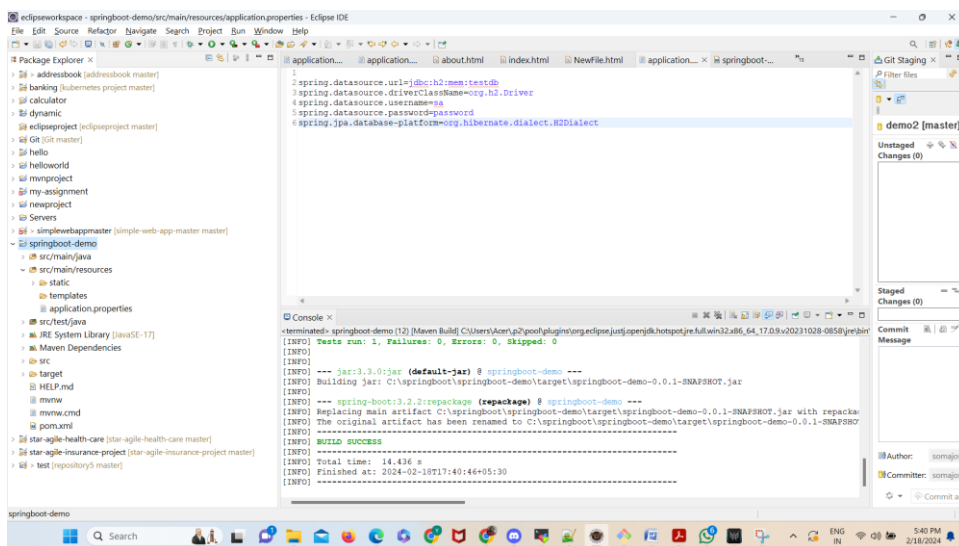 eclipseworkspace - springboot-demo/src/main/resources/application.properties - Eclipse IDE
File Edit Source Refactor Navigate Search Project Run Window Help
Package Explorer ×
> addressbook [addressbook master]
banking [kubernetes project master]
calculator
dynamic
eclipseproject [eclipseproject master]
Git [Git master]
hello
helloworld
mvnproject
my-assignment
newproject
Servers
> simplewebappmaster [simple-web-app-master master]
springboot-demo
src/main/java
src/main/resources
static
templates
application.properties
src/test/java
JRE System Library [JavaSE-17]
Maven Dependencies
src
target
HELP.md
mvnw
mvnw.cmd
pom.xml
star-agile-health-care [star-agile-health-care master]
star-agile-insurance-project [star-agile-insurance-project master]
> test [repository5 master]
springboot-demo
application.... application.... about.html index.html NewFile.html application.... × springboot-...
1
2 spring.datasource.url=jdbc:h2:mem:testdb
3 spring.datasource.driverClassName=org.h2.Driver
4 spring.datasource.username=sa
5 spring.datasource.password=password
6 spring.jpa.database-platform=org.hibernate.dialect.H2Dialect
Console ×
<terminated> springboot-demo (12) [Maven Build] C:\Users\Acer\.p2\pool\plugins\org.eclipse.justj.openjdk.hotspot.jre.full.win32.x86_64_17.0.9.v20231028-0858\jre\bin\
[INFO] Tests run: 1, Failures: 0, Errors: 0, Skipped: 0
[INFO]
[INFO]
[INFO] --- jar:3.3.0:jar (default-jar) @ springboot-demo ---
[INFO] Building jar: C:\springboot\springboot-demo\target\springboot-demo-0.0.1-SNAPSHOT.jar
[INFO]
[INFO] --- spring-boot:3.2.2:repackage (repackage) @ springboot-demo ---
[INFO] Replacing main artifact C:\springboot\springboot-demo\target\springboot-demo-0.0.1-SNAPSHOT.jar with repacka
[INFO] The original artifact has been renamed to C:\springboot\springboot-demo\target\springboot-demo-0.0.1-SNAPSHO
[INFO] ------------------------------------------------------------------------
[INFO] BUILD SUCCESS
[INFO] ------------------------------------------------------------------------
[INFO] Total time: 14.436 s
[INFO] Finished at: 2024-02-18T17:40:46+05:30
[INFO] ------------------------------------------------------------------------
Git Staging ×
Filter files
demo2 [master]
Unstaged
Changes (0)
Staged
Changes (0)
Commit
Message
Author: somajo
Committer: somajo
Commit a
Search
ENG
IN
5:40 PM
2/18/2024